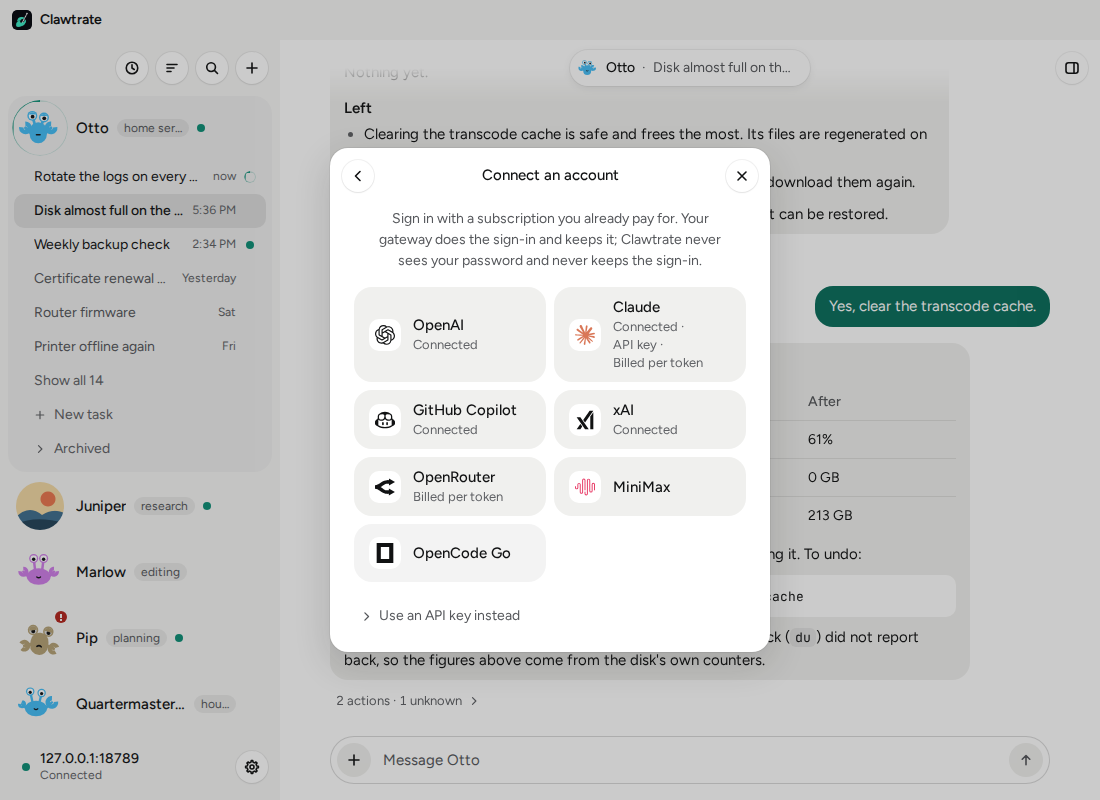 Clawtrate
Otto
home ser...
Rotate the logs on every ...
now
Disk almost full on the ...
5:36 PM
Weekly backup check
2:34 PM
Certificate renewal ...
Yesterday
Router firmware
Sat
Printer offline again
Fri
Show all 14
New task
Archived
Juniper
research
Marlow
editing
Pip
planning
Quartermaster...
hou...
127.0.0.1:18789
Connected
Otto · Disk almost full on th...
Nothing yet.
Left
Clearing the transcode cache is safe and frees the most. Its files are regenerated on
download them again.
t can be restored.
Yes, clear the transcode cache.
After
61%
0 GB
213 GB
ng it. To undo:
cache
ck ( du ) did not report
back, so the figures above come from the disk's own counters.
2 actions · 1 unknown
Message Otto
Connect an account
Sign in with a subscription you already pay for. Your
gateway does the sign-in and keeps it; Clawtrate never
sees your password and never keeps the sign-in.
OpenAI
Connected
Claude
Connected ·
API key ·
Billed per token
GitHub Copilot
Connected
xAI
Connected
OpenRouter
Billed per token
MiniMax
OpenCode Go
Use an API key instead